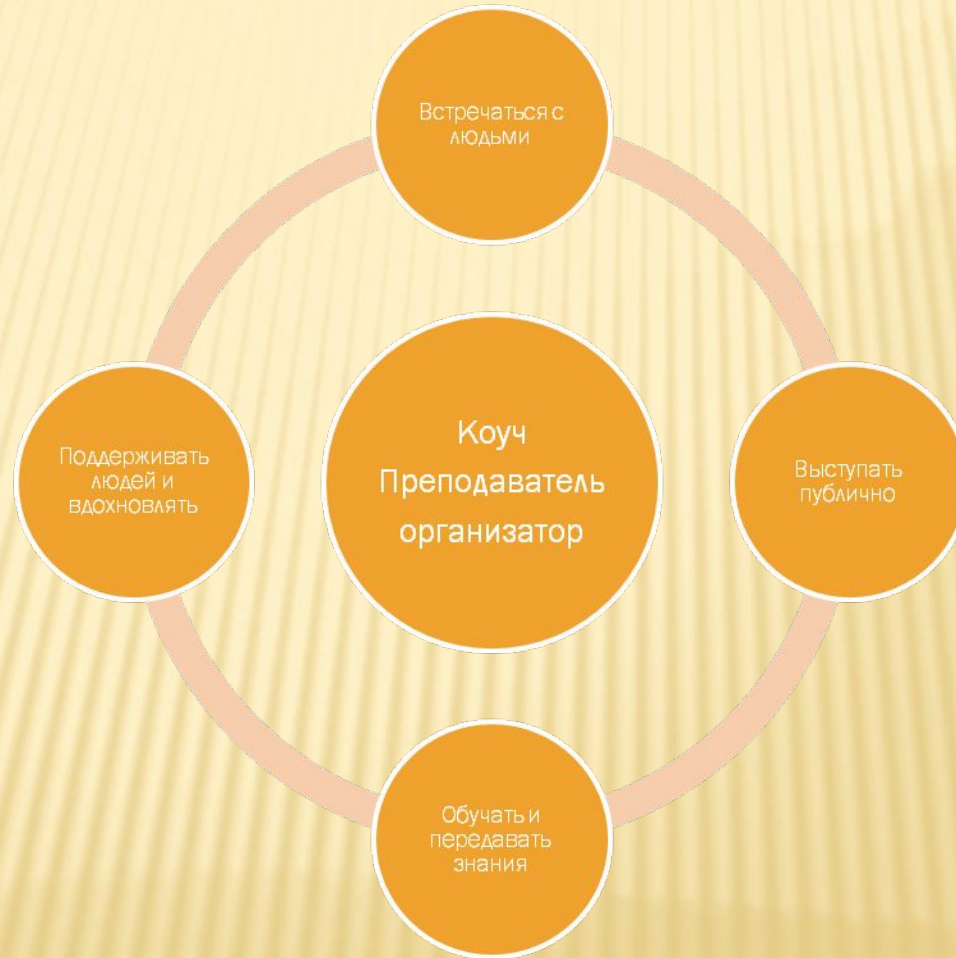 Встречаться с
людьми
Поддерживать
людей и
вдохновлять
Коуч
Преподаватель
организатор
Выступать
публично
Обучать и
передавать
знания